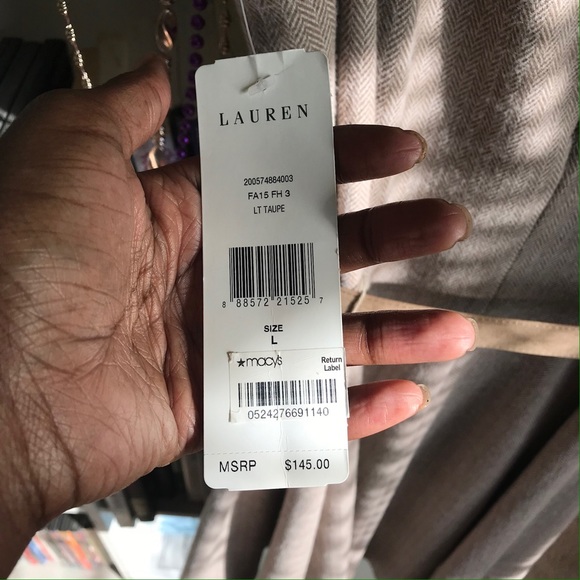 LAUREN
200574884003
FA15 FH 3
LT TAUPE
8 88572 21525 7
SIZE
L
★macy's Return
Label
0524276691140
MSRP $145.00